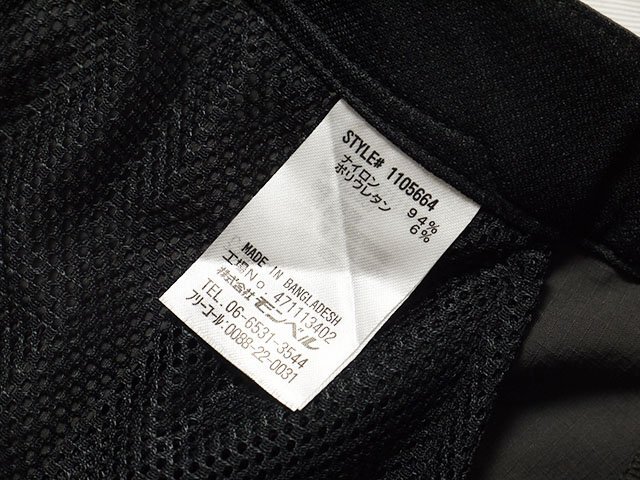 STYLE# 1105664
ナイロン 94%
ポリウレタン 6%
MADE IN BANGLADESH
工場No. 471113402
株式会社 モンベル
TEL. 06-6531-3544
フリーコール:0088-22-0031